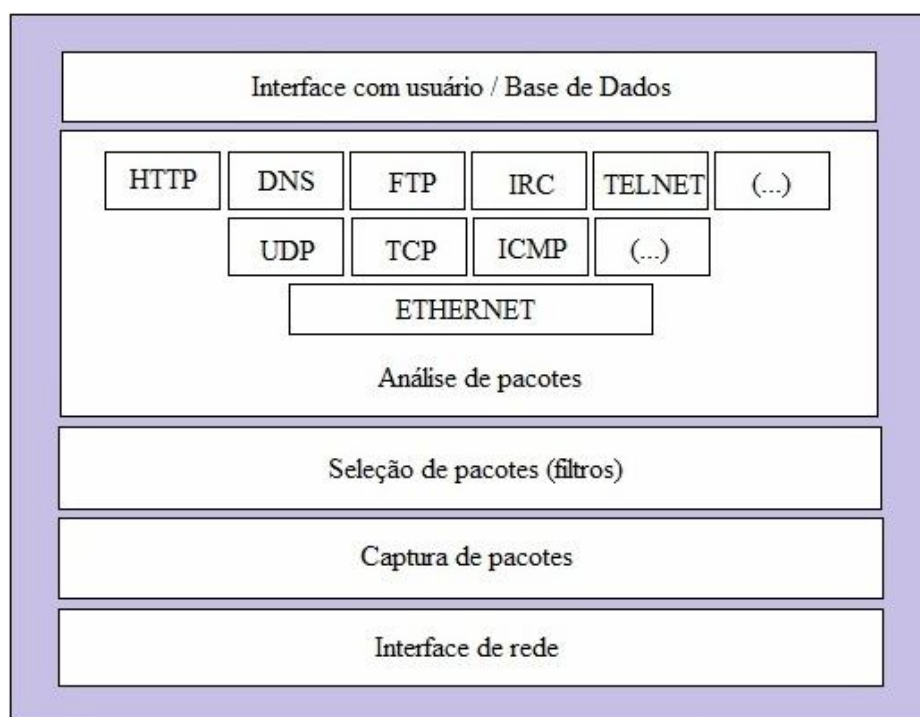 Interface com usuário / Base de Dados
HTTP DNS FTP IRC TELNET (...)
UDP TCP ICMP (...)
ETHERNET
Análise de pacotes
Seleção de pacotes (filtros)
Captura de pacotes
Interface de rede